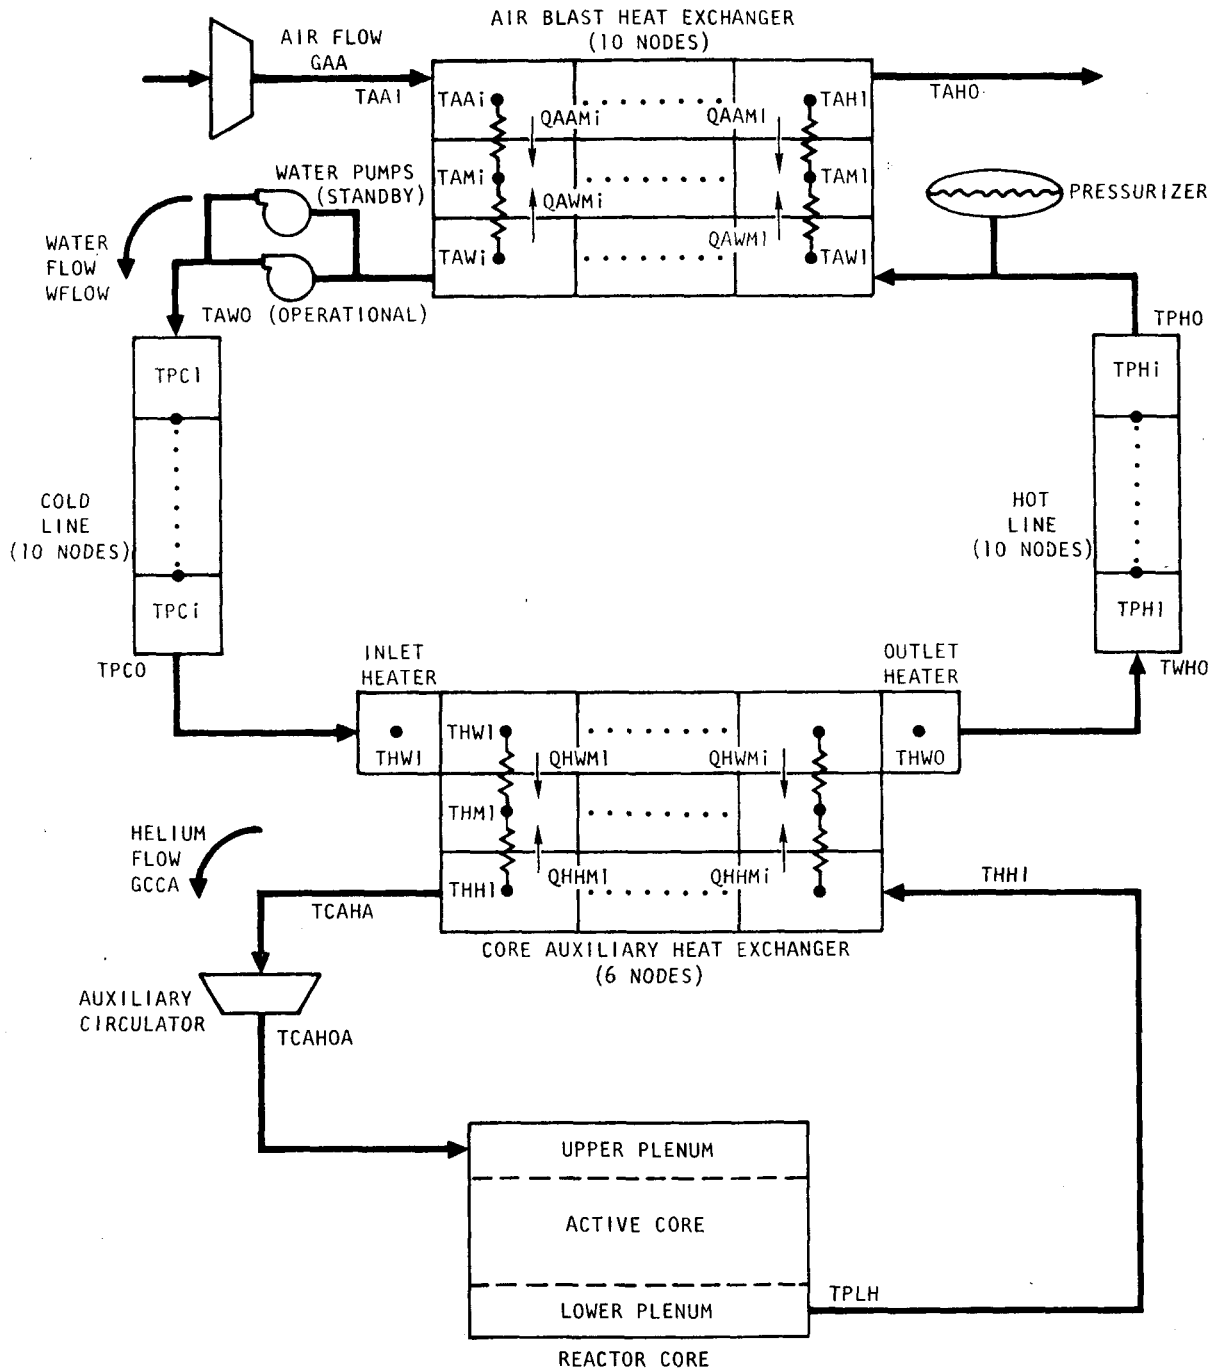 AIR BLAST HEAT EXCHANGER
(10 NODES)
AIR FLOW
GAA
TAAI
TAHO
TAAi
QAAMi
QAAM1
TAH1
WATER PUMPS
(STANDBY)
TAMi
TAM1
QAWMi
QAWM1
TAWi
TAW1
PRESSURIZER
WATER
FLOW
WFLOW
TAWO (OPERATIONAL)
TPHO
TPC1
TPHi
COLD
LINE
(10 NODES)
HOT
LINE
(10 NODES)
TPCi
TPH1
TPCO
INLET
HEATER
OUTLET
HEATER
TWHO
THWI
THW1
QHWM1
QHWMi
THWO
THM1
HELIUM
FLOW
GCCA
THH1
QHHM1
QHHMi
THHI
TCAHA
CORE AUXILIARY HEAT EXCHANGER
(6 NODES)
AUXILIARY
CIRCULATOR
TCAHOA
UPPER PLENUM
ACTIVE CORE
LOWER PLENUM
TPLH
REACTOR CORE